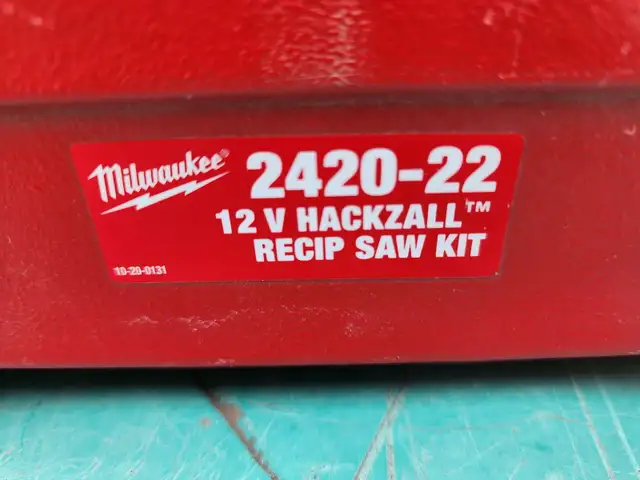 Milwaukee®
2420-22
12 V HACKZALL™
RECIP SAW KIT
10-20-0131